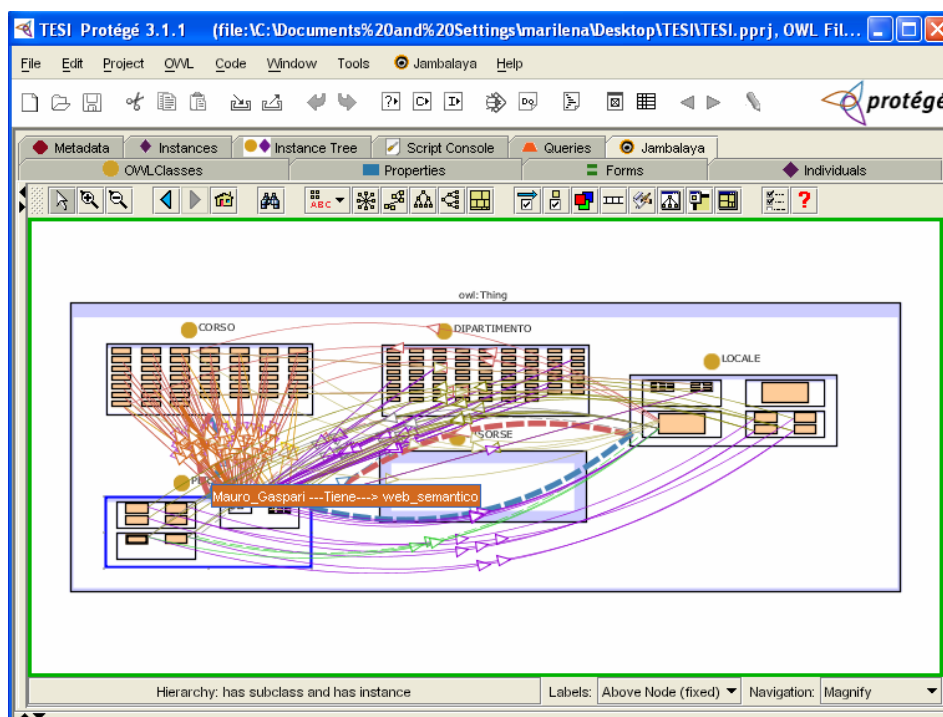 TESI Protégé 3.1.1 (file:\C:\Documents%20and%20Settings\marilena\Desktop\TESI\TESI.pprj, OWL Fil...
File Edit Project OWL Code Window Tools Jambalaya Help
protégé
Metadata Instances Instance Tree Script Console Queries Jambalaya
OWLClasses Properties Forms Individuals
ABC
owl:Thing
CORSO DIPARTIMENTO
LOCALE
Mauro_Gaspari ---Tiene---> web_semantico
Hierarchy: has subclass and has instance Labels: Above Node (fixed) Navigation: Magnify